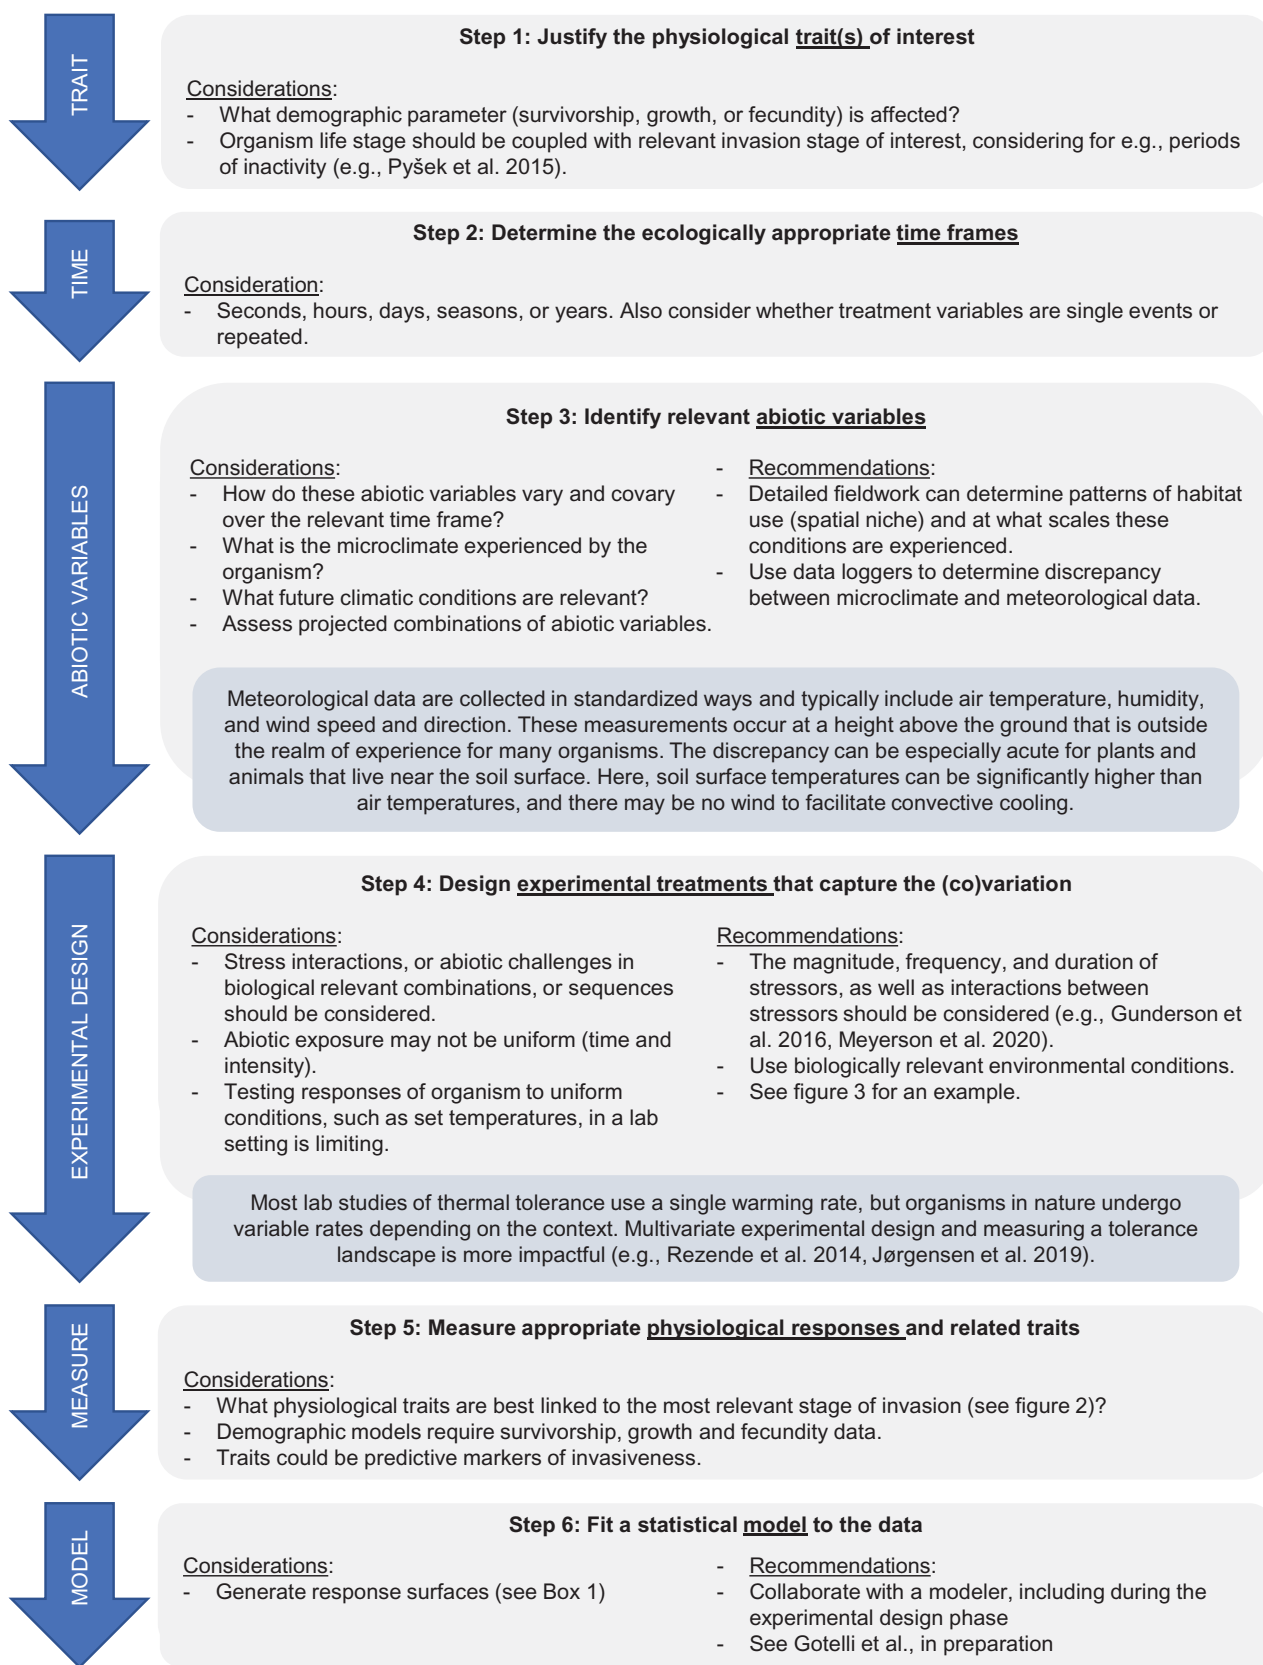 TRAIT
Step 1: Justify the physiological trait(s) of interest
Considerations:
- What demographic parameter (survivorship, growth, or fecundity) is affected?
- Organism life stage should be coupled with relevant invasion stage of interest, considering for e.g., periods
of inactivity (e.g., Pyšek et al. 2015).
TIME
Step 2: Determine the ecologically appropriate time frames
Consideration:
- Seconds, hours, days, seasons, or years. Also consider whether treatment variables are single events or
repeated.
ABIOTIC VARIABLES
Step 3: Identify relevant abiotic variables
Considerations:
- How do these abiotic variables vary and covary
over the relevant time frame?
- What is the microclimate experienced by the
organism?
- What future climatic conditions are relevant?
- Assess projected combinations of abiotic variables.
- Recommendations:
- Detailed fieldwork can determine patterns of habitat
use (spatial niche) and at what scales these
conditions are experienced.
- Use data loggers to determine discrepancy
between microclimate and meteorological data.
Meteorological data are collected in standardized ways and typically include air temperature, humidity,
and wind speed and direction. These measurements occur at a height above the ground that is outside
the realm of experience for many organisms. The discrepancy can be especially acute for plants and
animals that live near the soil surface. Here, soil surface temperatures can be significantly higher than
air temperatures, and there may be no wind to facilitate convective cooling.
EXPERIMENTAL DESIGN
Step 4: Design experimental treatments that capture the (co)variation
Considerations:
- Stress interactions, or abiotic challenges in
biological relevant combinations, or sequences
should be considered.
- Abiotic exposure may not be uniform (time and
intensity).
- Testing responses of organism to uniform
conditions, such as set temperatures, in a lab
setting is limiting.
Recommendations:
- The magnitude, frequency, and duration of
stressors, as well as interactions between
stressors should be considered (e.g., Gunderson et
al. 2016, Meyerson et al. 2020).
- Use biologically relevant environmental conditions.
- See figure 3 for an example.
Most lab studies of thermal tolerance use a single warming rate, but organisms in nature undergo
variable rates depending on the context. Multivariate experimental design and measuring a tolerance
landscape is more impactful (e.g., Rezende et al. 2014, Jørgensen et al. 2019).
MEASURE
Step 5: Measure appropriate physiological responses and related traits
Considerations:
- What physiological traits are best linked to the most relevant stage of invasion (see figure 2)?
- Demographic models require survivorship, growth and fecundity data.
- Traits could be predictive markers of invasiveness.
MODEL
Step 6: Fit a statistical model to the data
Considerations:
- Generate response surfaces (see Box 1)
- Recommendations:
- Collaborate with a modeler, including during the
experimental design phase
- See Gotelli et al., in preparation